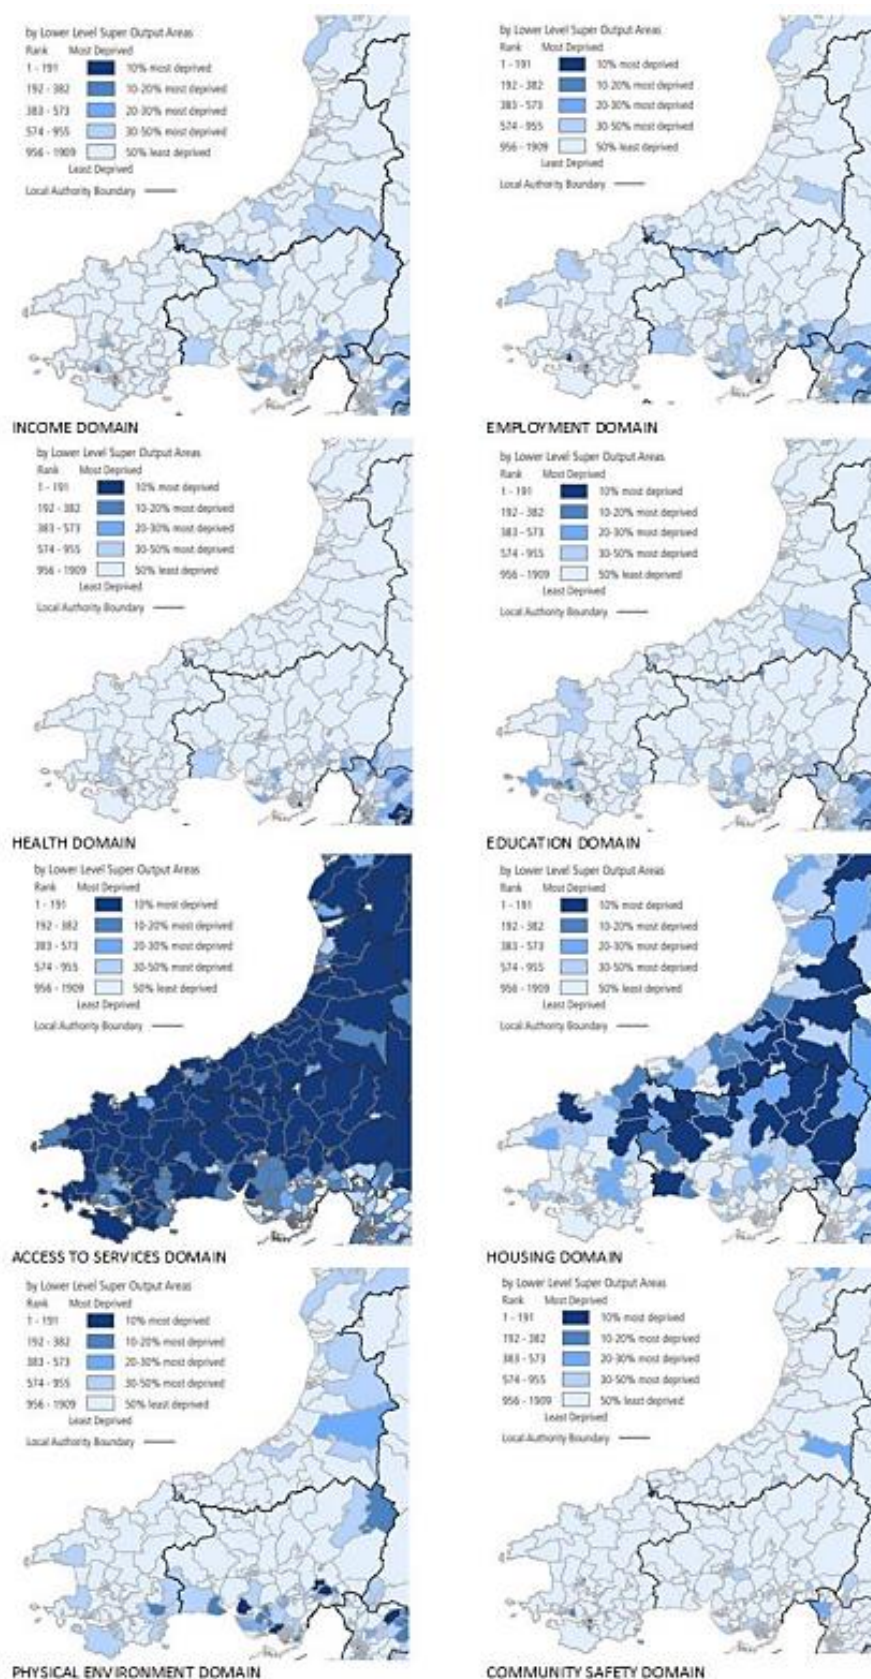 by Lower Level Super Output Areas
Rank Most Deprived
1 - 191 10% most deprived
192 - 382 10-20% most deprived
383 - 573 20-30% most deprived
574 - 955 30-50% most deprived
956 - 1909 50% least deprived
Least Deprived
Local Authority Boundary
INCOME DOMAIN
by Lower Level Super Output Areas
Rank Most Deprived
1 - 191 10% most deprived
192 - 382 10-20% most deprived
383 - 573 20-30% most deprived
574 - 955 30-50% most deprived
956 - 1909 50% least deprived
Least Deprived
Local Authority Boundary
EMPLOYMENT DOMAIN
by Lower Level Super Output Areas
Rank Most Deprived
1 - 191 10% most deprived
192 - 382 10-20% most deprived
383 - 573 20-30% most deprived
574 - 955 30-50% most deprived
956 - 1909 50% least deprived
Least Deprived
Local Authority Boundary
HEALTH DOMAIN
by Lower Level Super Output Areas
Rank Most Deprived
1 - 191 10% most deprived
192 - 382 10-20% most deprived
383 - 573 20-30% most deprived
574 - 955 30-50% most deprived
956 - 1909 50% least deprived
Least Deprived
Local Authority Boundary
EDUCATION DOMAIN
by Lower Level Super Output Areas
Rank Most Deprived
1 - 191 10% most deprived
192 - 382 10-20% most deprived
383 - 573 20-30% most deprived
574 - 955 30-50% most deprived
956 - 1909 50% least deprived
Least Deprived
Local Authority Boundary
ACCESS TO SERVICES DOMAIN
by Lower Level Super Output Areas
Rank Most Deprived
1 - 191 10% most deprived
192 - 382 10-20% most deprived
383 - 573 20-30% most deprived
574 - 955 30-50% most deprived
956 - 1909 50% least deprived
Least Deprived
Local Authority Boundary
HOUSING DOMAIN
by Lower Level Super Output Areas
Rank Most Deprived
1 - 191 10% most deprived
192 - 382 10-20% most deprived
383 - 573 20-30% most deprived
574 - 955 30-50% most deprived
956 - 1909 50% least deprived
Least Deprived
Local Authority Boundary
PHYSICAL ENVIRONMENT DOMAIN
by Lower Level Super Output Areas
Rank Most Deprived
1 - 191 10% most deprived
192 - 382 10-20% most deprived
383 - 573 20-30% most deprived
574 - 955 30-50% most deprived
956 - 1909 50% least deprived
Least Deprived
Local Authority Boundary
COMMUNITY SAFETY DOMAIN